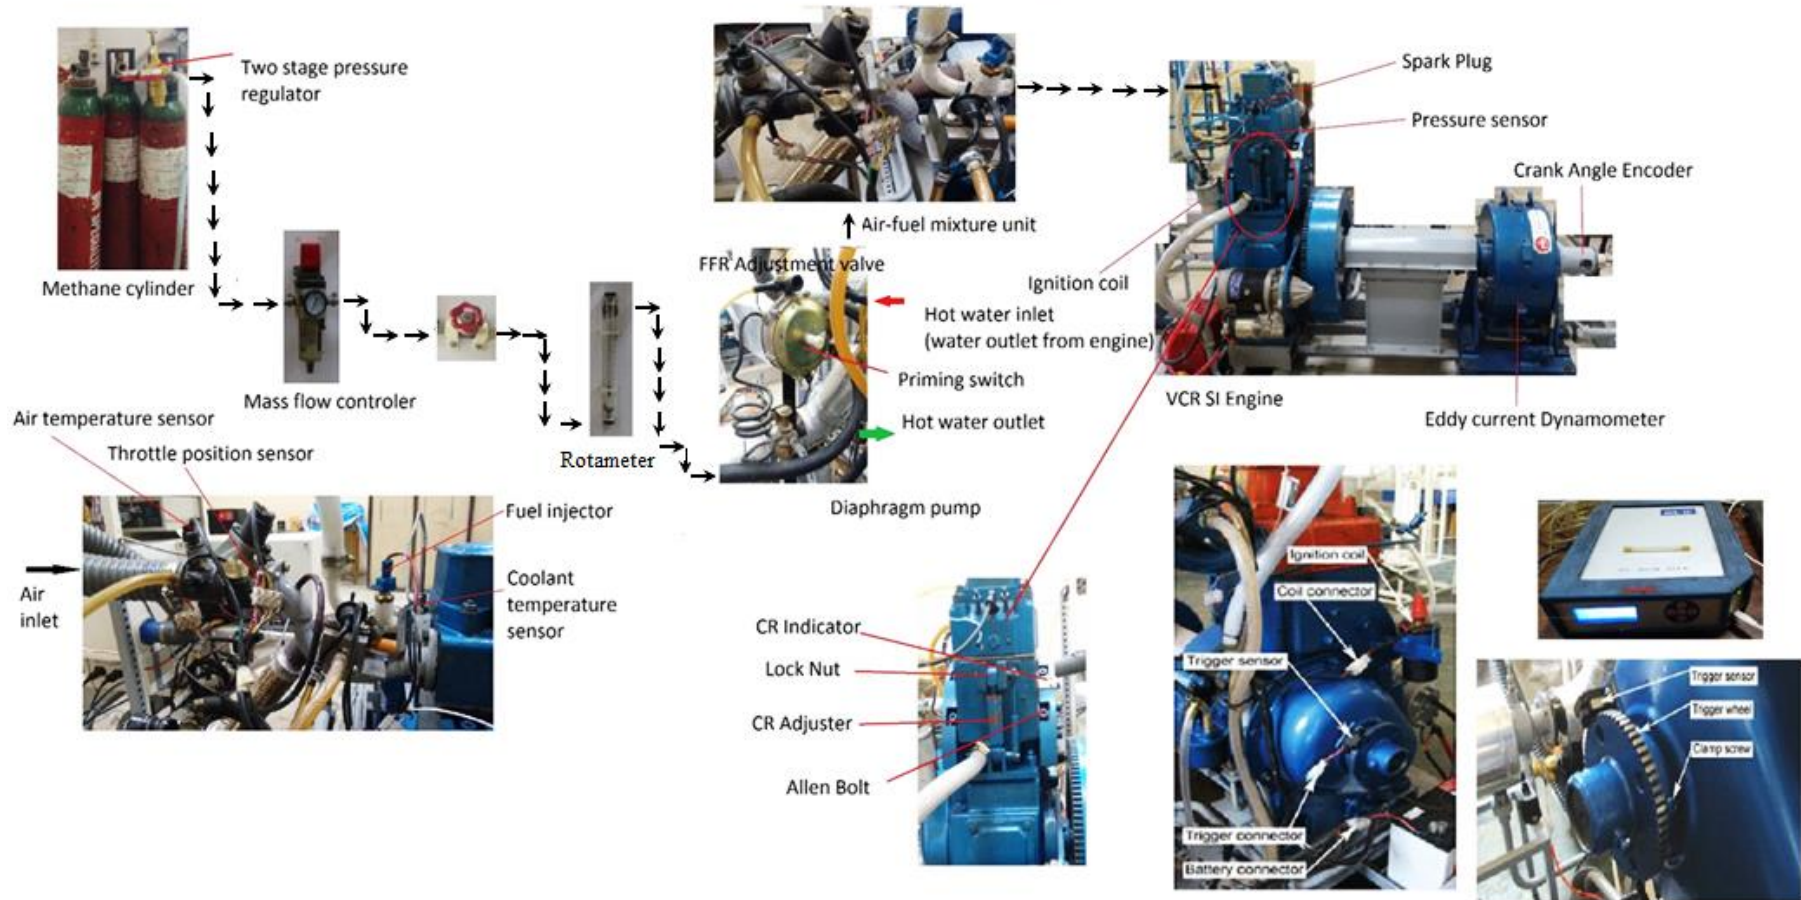 Two stage pressure
regulator
Methane cylinder
Mass flow controler
Rotameter
Air-fuel mixture unit
FFR Adjustment valve
Hot water inlet
(water outlet from engine)
Priming switch
Hot water outlet
Diaphragm pump
Spark Plug
Pressure sensor
Crank Angle Encoder
Ignition coil
VCR SI Engine
Eddy current Dynamometer
Air temperature sensor
Throttle position sensor
Fuel injector
Air
inlet
Coolant
temperature
sensor
CR Indicator
Lock Nut
CR Adjuster
Allen Bolt
Ignition coil
Coil connector
Trigger sensor
Trigger connector
Battery connector
Trigger sensor
Trigger wheel
Clamp screw